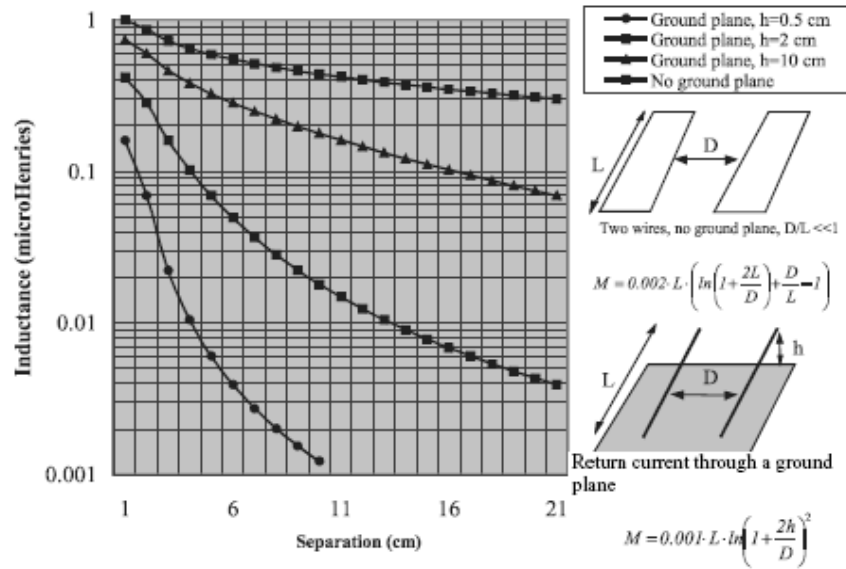 Ground plane, h=0.5 cm
Ground plane, h=2 cm
Ground plane, h=10 cm
No ground plane
1
0.1
0.01
0.001
Inductance (microHenries)
1 6 11 16 21
Separation (cm)
L
D
Two wires, no ground plane, D/L <<1
M = 0.002· L · ( ln( 1 + 2L/D ) + D/L − 1 )
L
D
h
Return current through a ground
plane
M = 0.001· L · ln( 1 + 2h/D )²